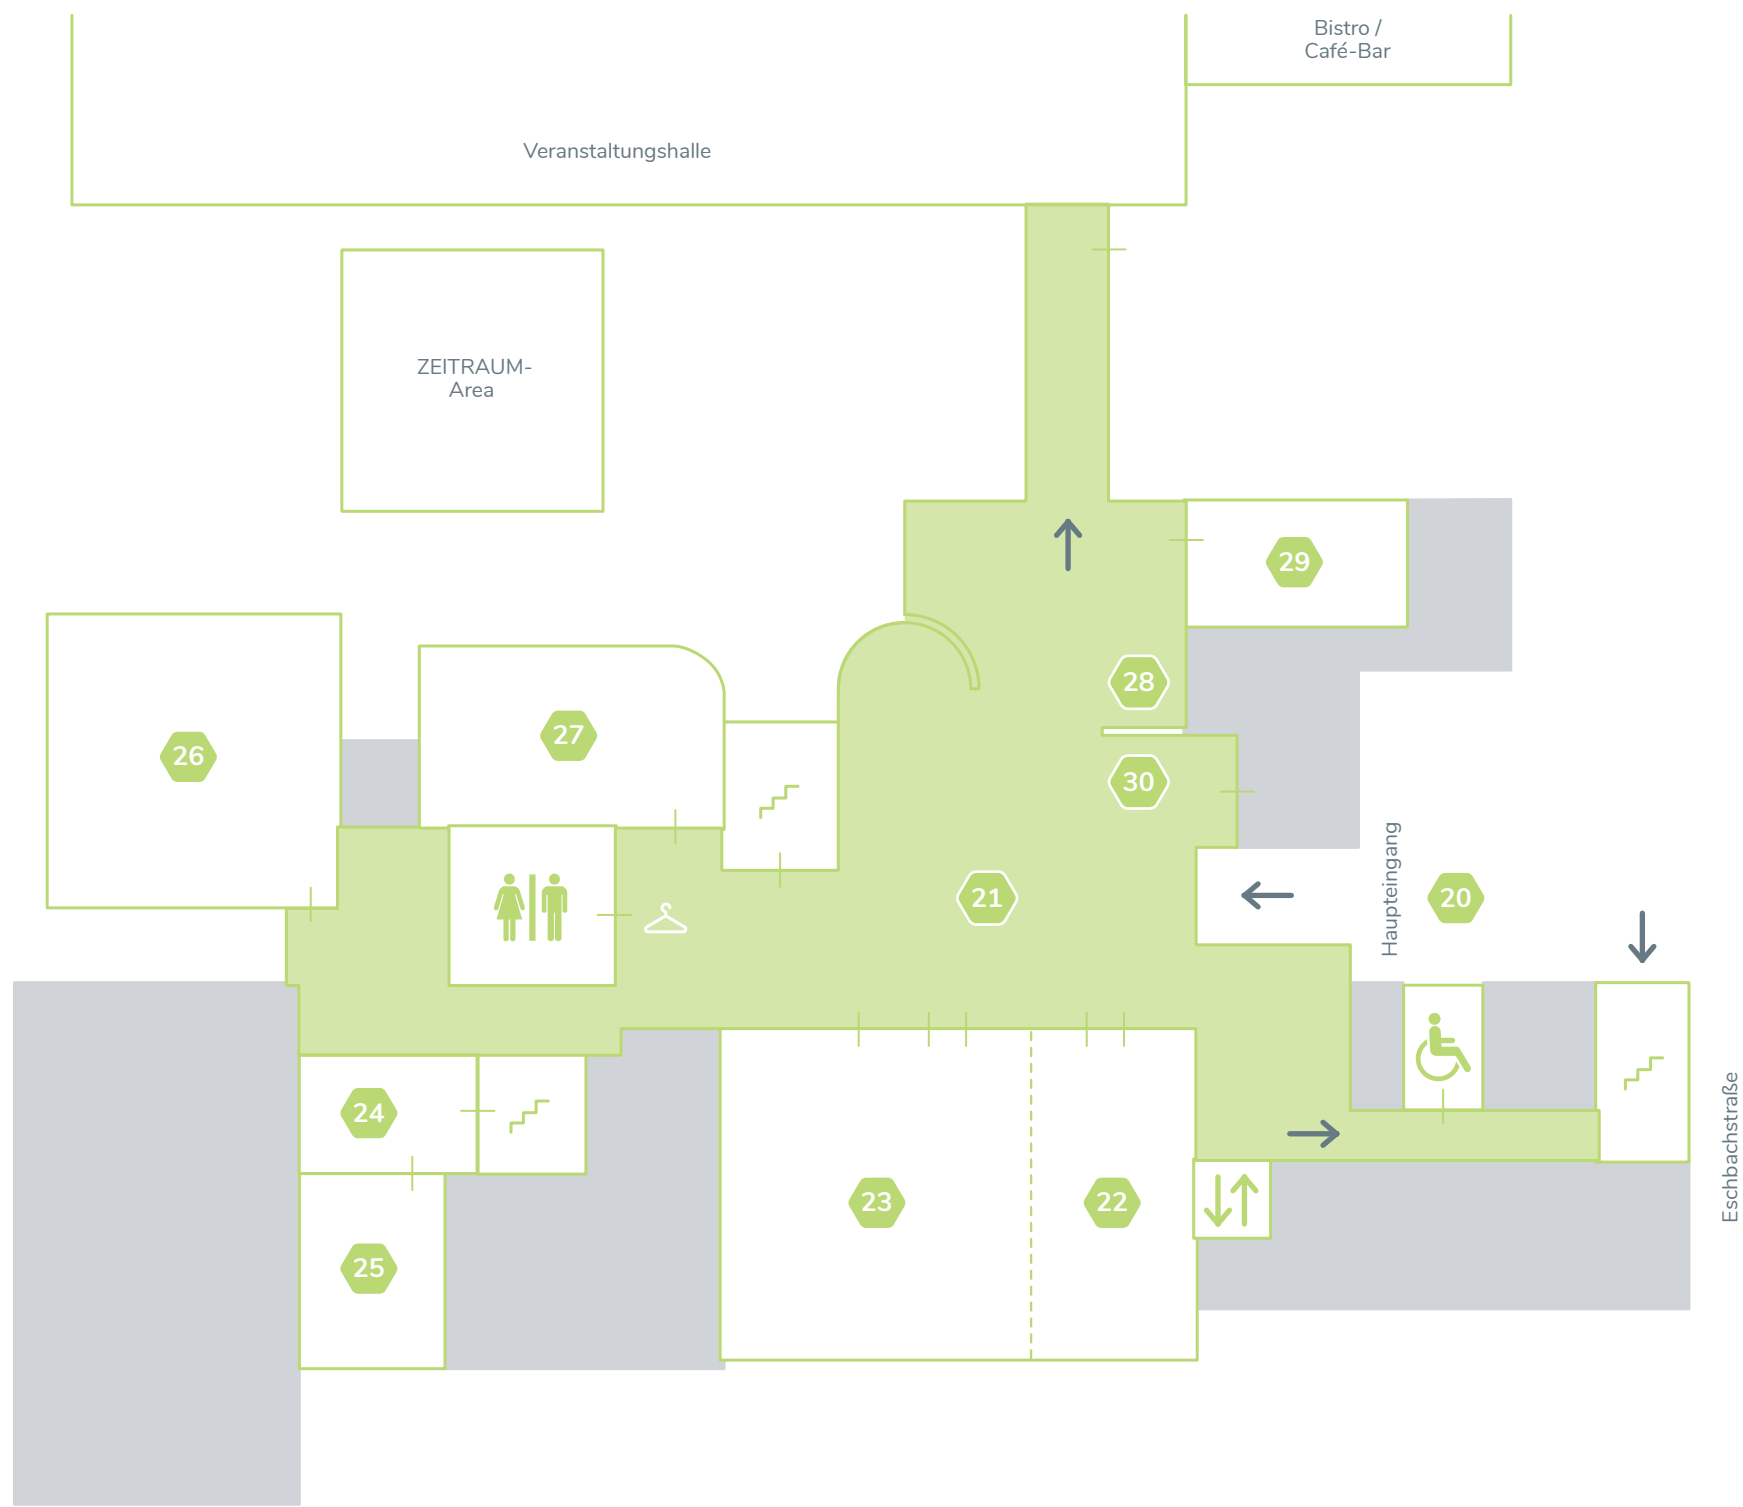 Bistro /
Café-Bar
Veranstaltungshalle
ZEITRAUM-
Area
29
28
27
26
30
21
Haupteingang
20
24
Eschbachstraße
23
22
25